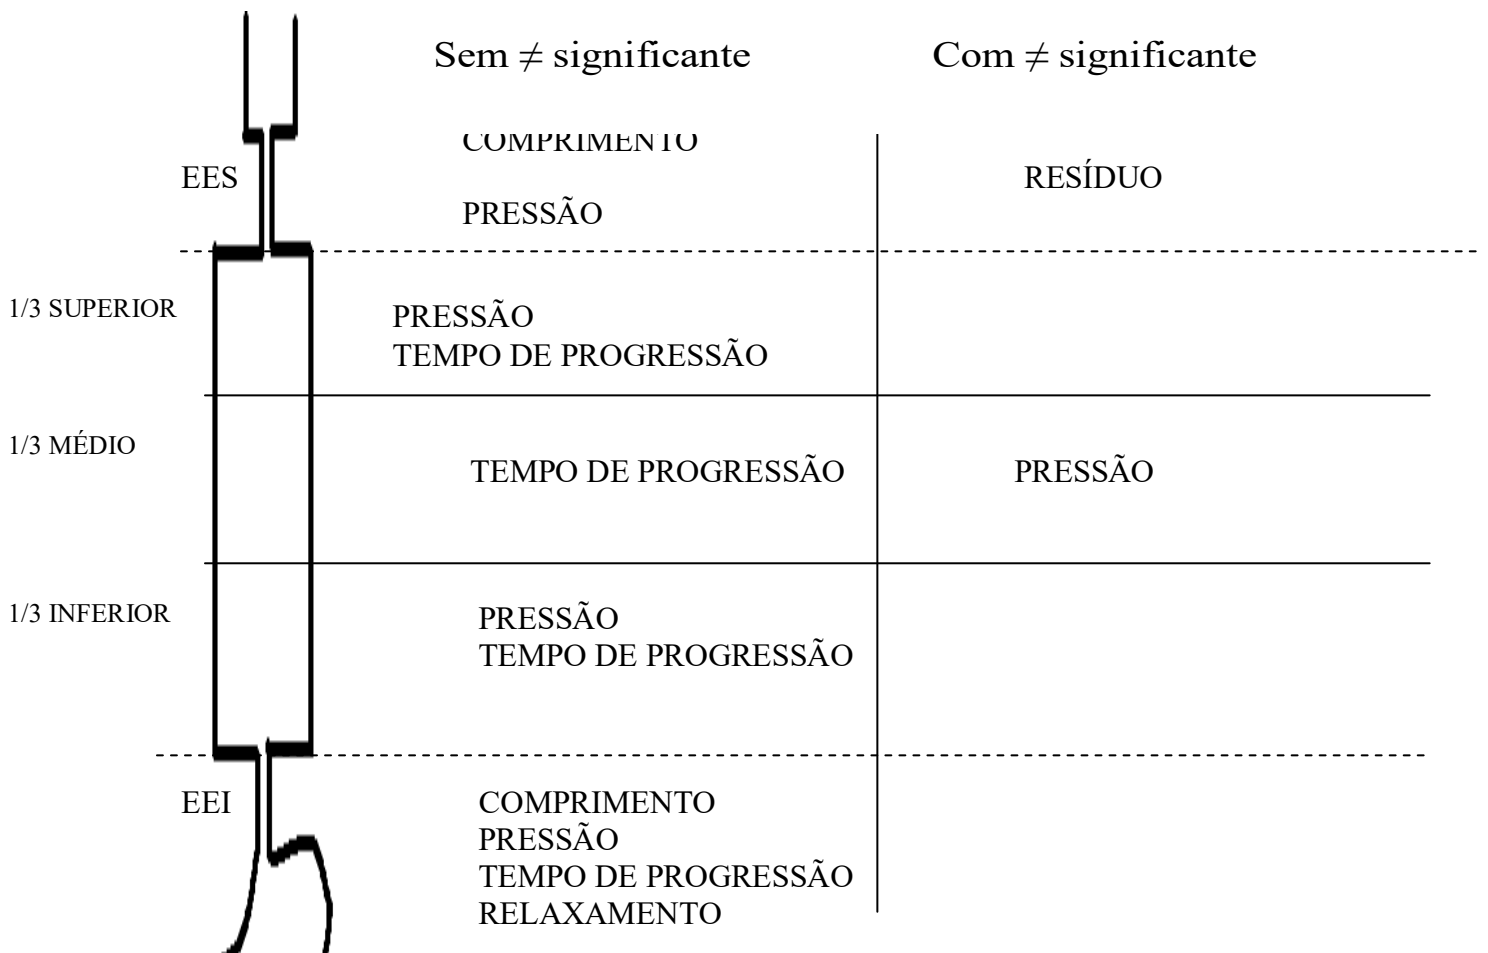 Sem ≠ significante
Com ≠ significante
COMPRIMENTO
EES
RESÍDUO
PRESSÃO
1/3 SUPERIOR
PRESSÃO
TEMPO DE PROGRESSÃO
1/3 MÉDIO
TEMPO DE PROGRESSÃO
PRESSÃO
1/3 INFERIOR
PRESSÃO
TEMPO DE PROGRESSÃO
EEI
COMPRIMENTO
PRESSÃO
TEMPO DE PROGRESSÃO
RELAXAMENTO